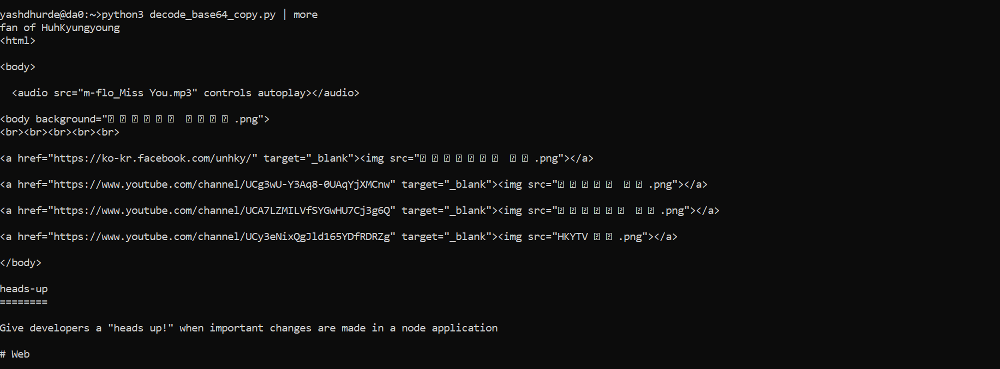 yashdhurde@da0:~>python3 decode_base64_copy.py | more
fan of HuhKyungyoung
<html>
<body>
<audio src="m-flo_Miss You.mp3" controls autoplay></audio>
<body background="⍰⍰⍰⍰⍰⍰ ⍰⍰⍰⍰.png">
<br><br><br><br><br>
<a href="https://ko-kr.facebook.com/unhky/" target="_blank"><img src="⍰⍰⍰⍰⍰⍰⍰ ⍰⍰.png"></a>
<a href="https://www.youtube.com/channel/UCg3wU-Y3Aq8-0UAqYjXMCnw" target="_blank"><img src="⍰⍰⍰⍰⍰ ⍰⍰.png"></a>
<a href="https://www.youtube.com/channel/UCA7LZMILVfSYGwHU7Cj3g6Q" target="_blank"><img src="⍰⍰⍰⍰⍰⍰ ⍰⍰.png"></a>
<a href="https://www.youtube.com/channel/UCy3eNixQgJld165YDfRDRZg" target="_blank"><img src="HKYTV ⍰⍰.png"></a>
</body>
heads-up
========
Give developers a "heads up!" when important changes are made in a node application
# Web